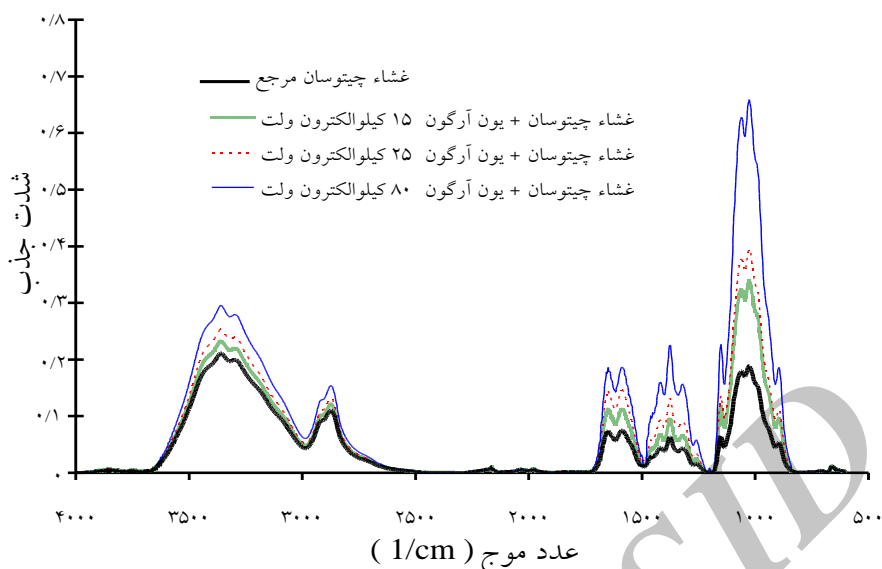 ۰/۸
۰/۷
۰/۶
۰/۵
۰/۴
۰/۳
۰/۲
۰/۱
۰
شدت جذب
غشاء چیتوسان مرجع
غشاء چیتوسان + یون آرگون ۱۵ کیلوالکترون ولت
غشاء چیتوسان + یون آرگون ۲۵ کیلوالکترون ولت
غشاء چیتوسان + یون آرگون ۸۰ کیلوالکترون ولت
۴۰۰۰ ۳۵۰۰ ۳۰۰۰ ۲۵۰۰ ۲۰۰۰ ۱۵۰۰ ۱۰۰۰ ۵۰۰
عدد موج ( 1/cm )
SID